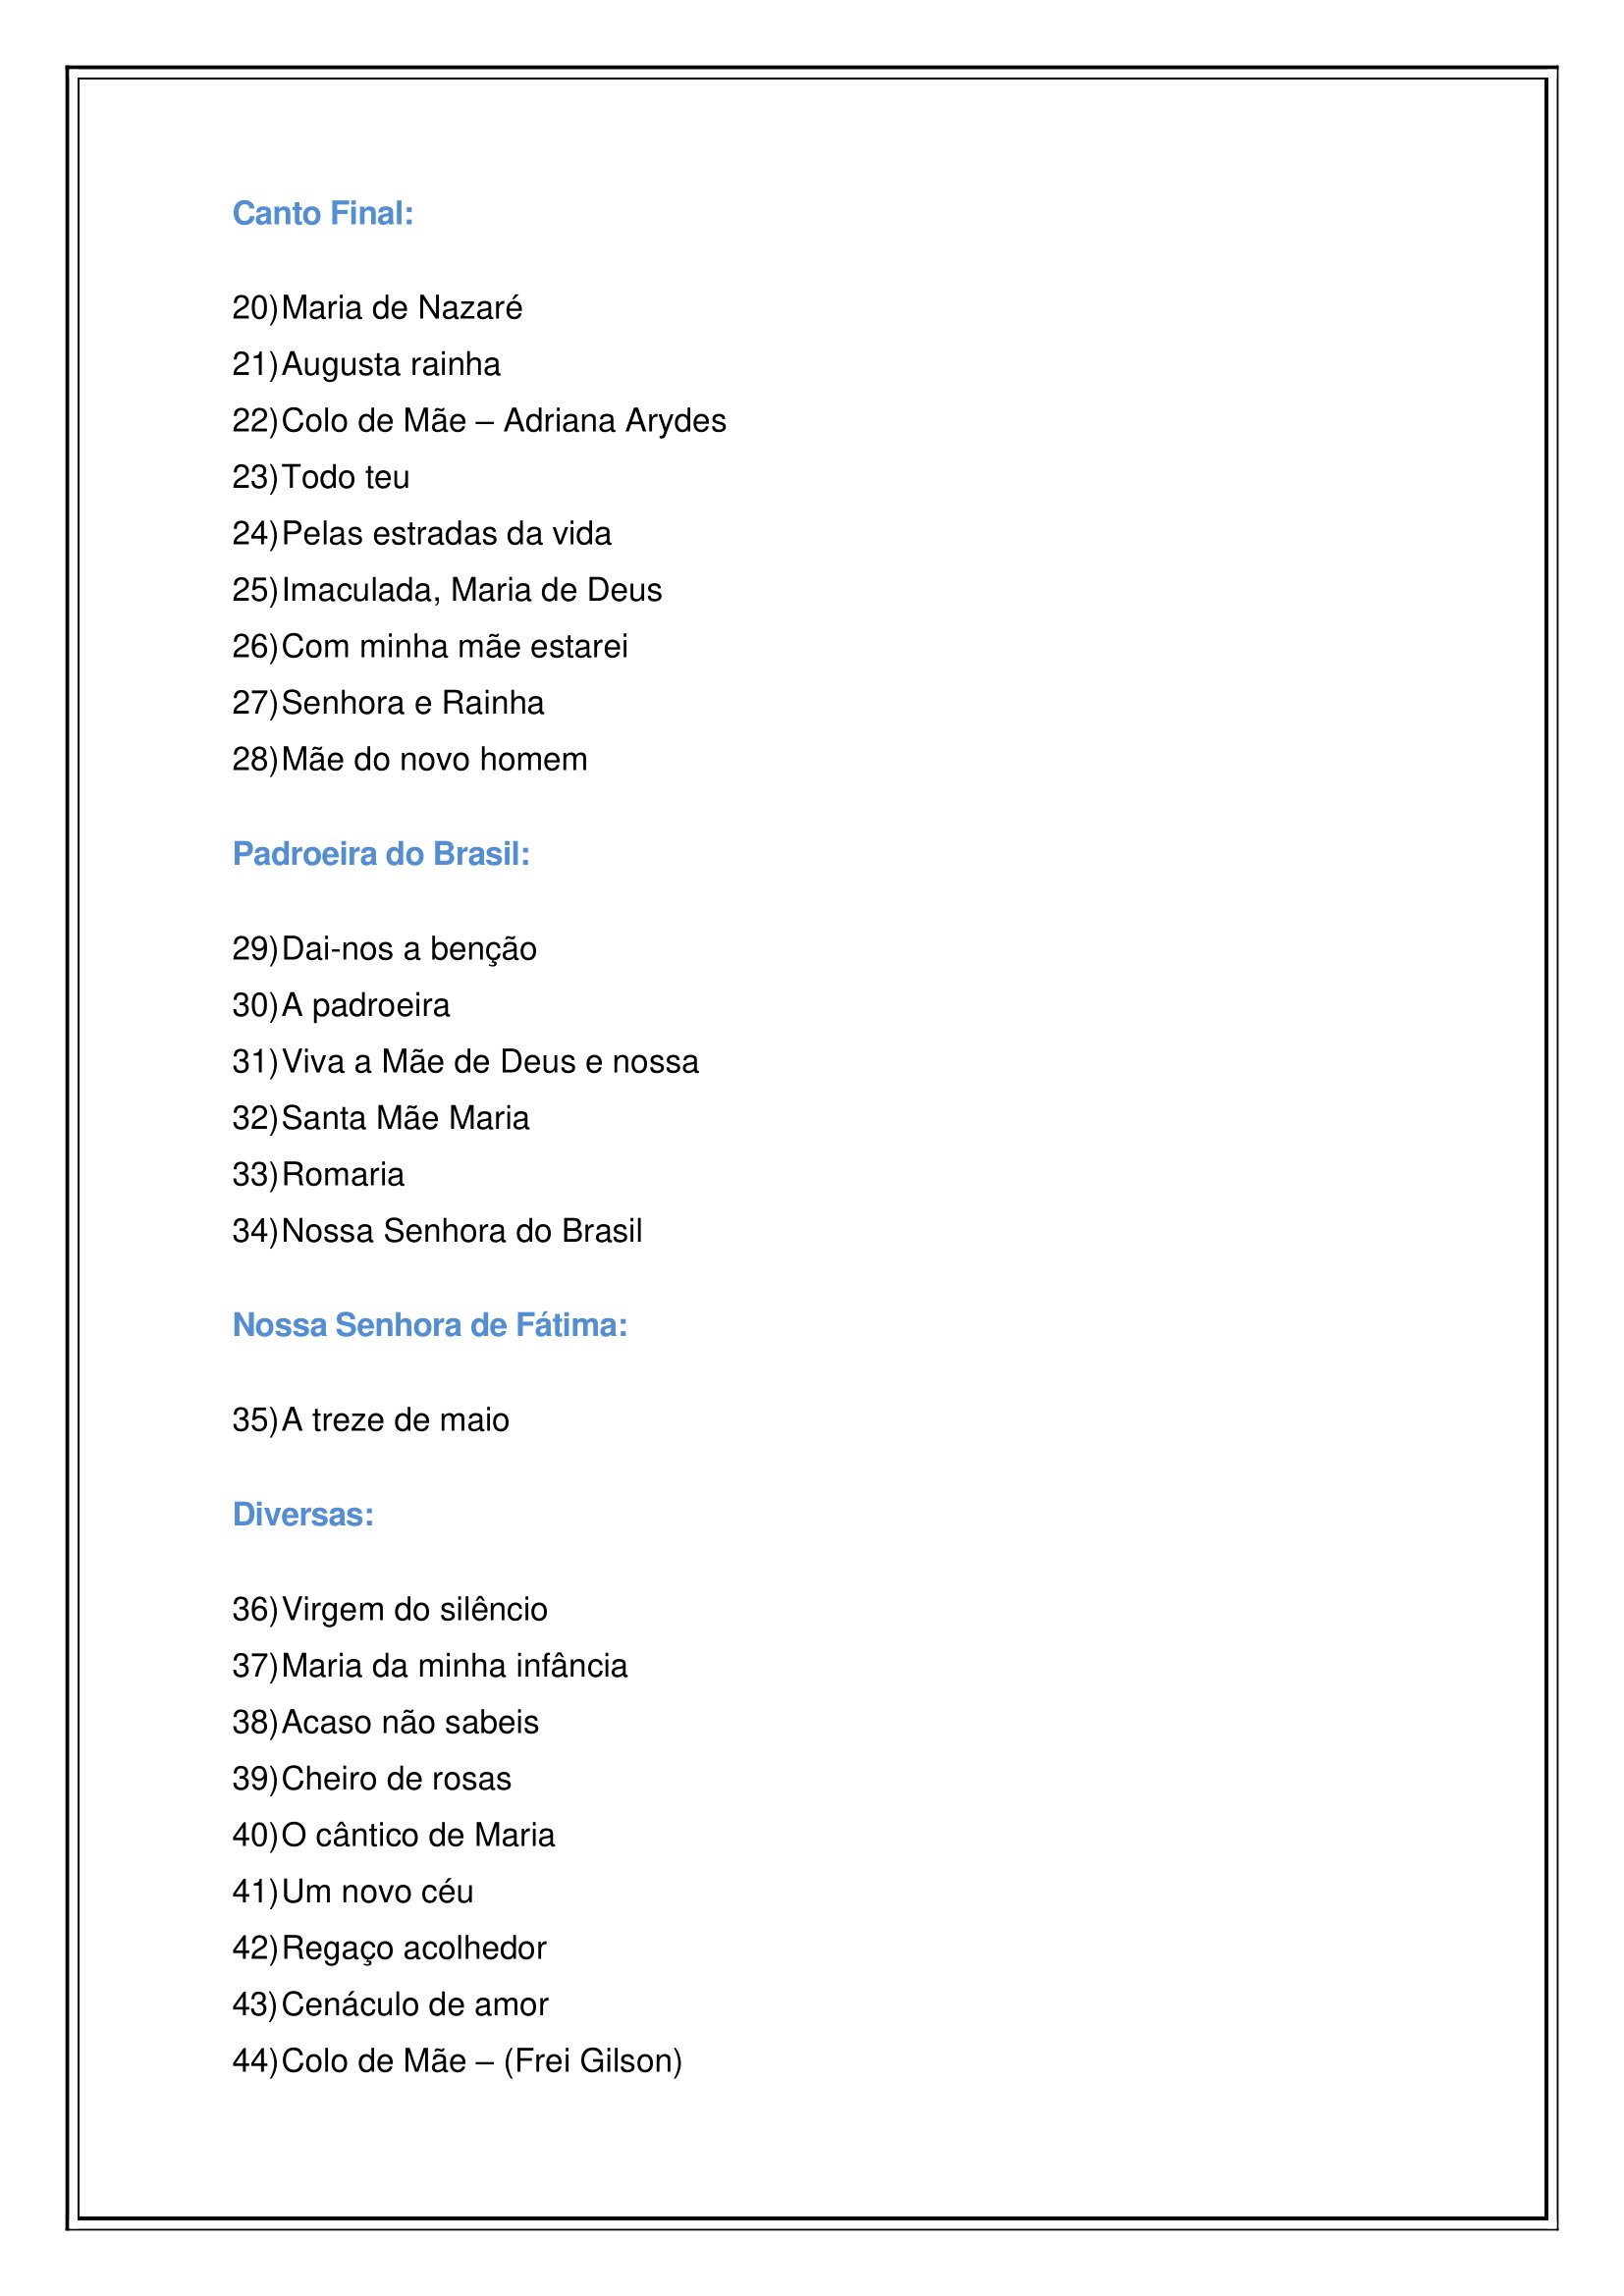 Canto Final:
20) Maria de Nazaré
21) Augusta rainha
22) Colo de Mãe – Adriana Arydes
23) Todo teu
24) Pelas estradas da vida
25) Imaculada, Maria de Deus
26) Com minha mãe estarei
27) Senhora e Rainha
28) Mãe do novo homem
Padroeira do Brasil:
29) Dai-nos a benção
30) A padroeira
31) Viva a Mãe de Deus e nossa
32) Santa Mãe Maria
33) Romaria
34) Nossa Senhora do Brasil
Nossa Senhora de Fátima:
35) A treze de maio
Diversas:
36) Virgem do silêncio
37) Maria da minha infância
38) Acaso não sabeis
39) Cheiro de rosas
40) O cântico de Maria
41) Um novo céu
42) Regaço acolhedor
43) Cenáculo de amor
44) Colo de Mãe – (Frei Gilson)